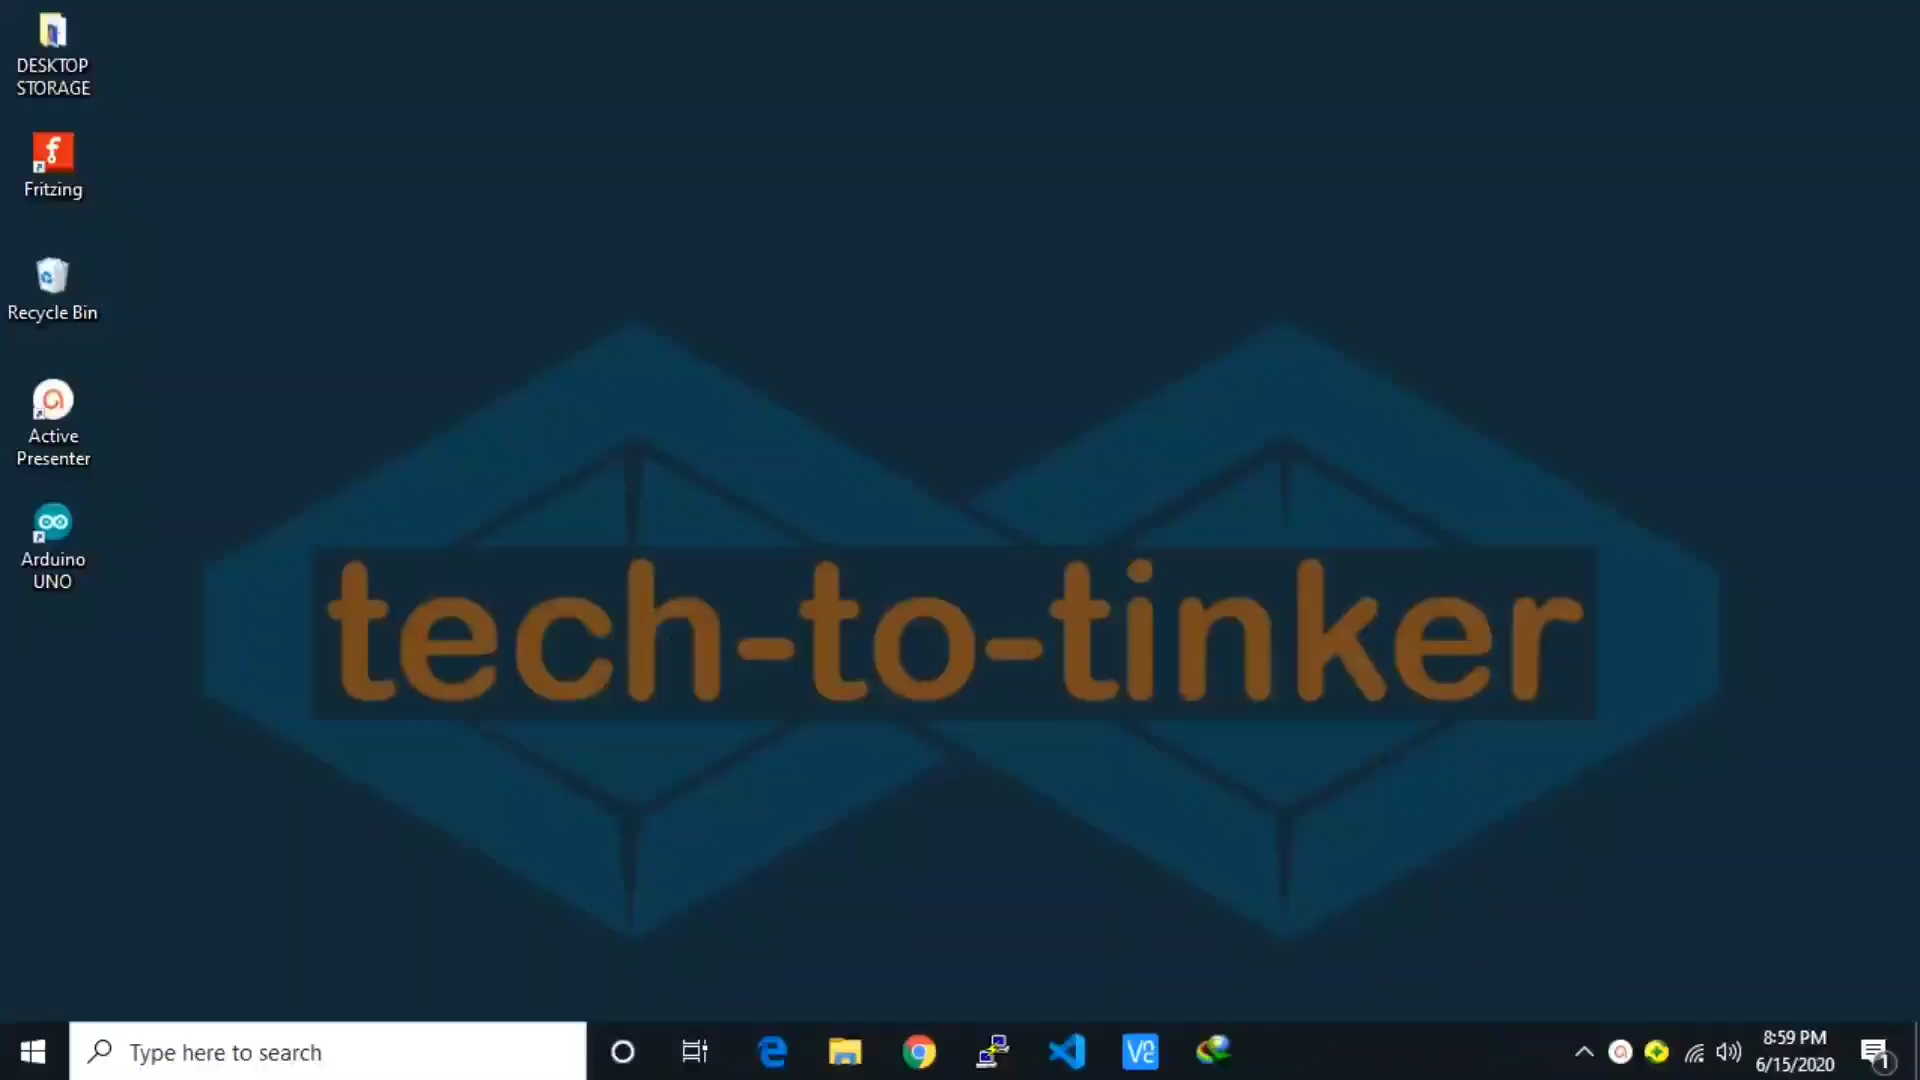 DESKTOP
STORAGE
Fritzing
Recycle Bin
Active
Presenter
Arduino
UNO
tech-to-tinker
Type here to search
8:59 PM
6/15/2020
1